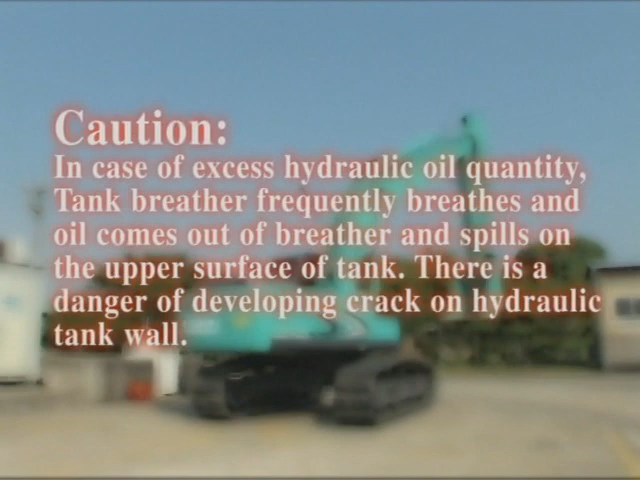 Caution:
In case of excess hydraulic oil quantity,
Tank breather frequently breathes and
oil comes out of breather and spills on
the upper surface of tank. There is a
danger of developing crack on hydraulic
tank wall.